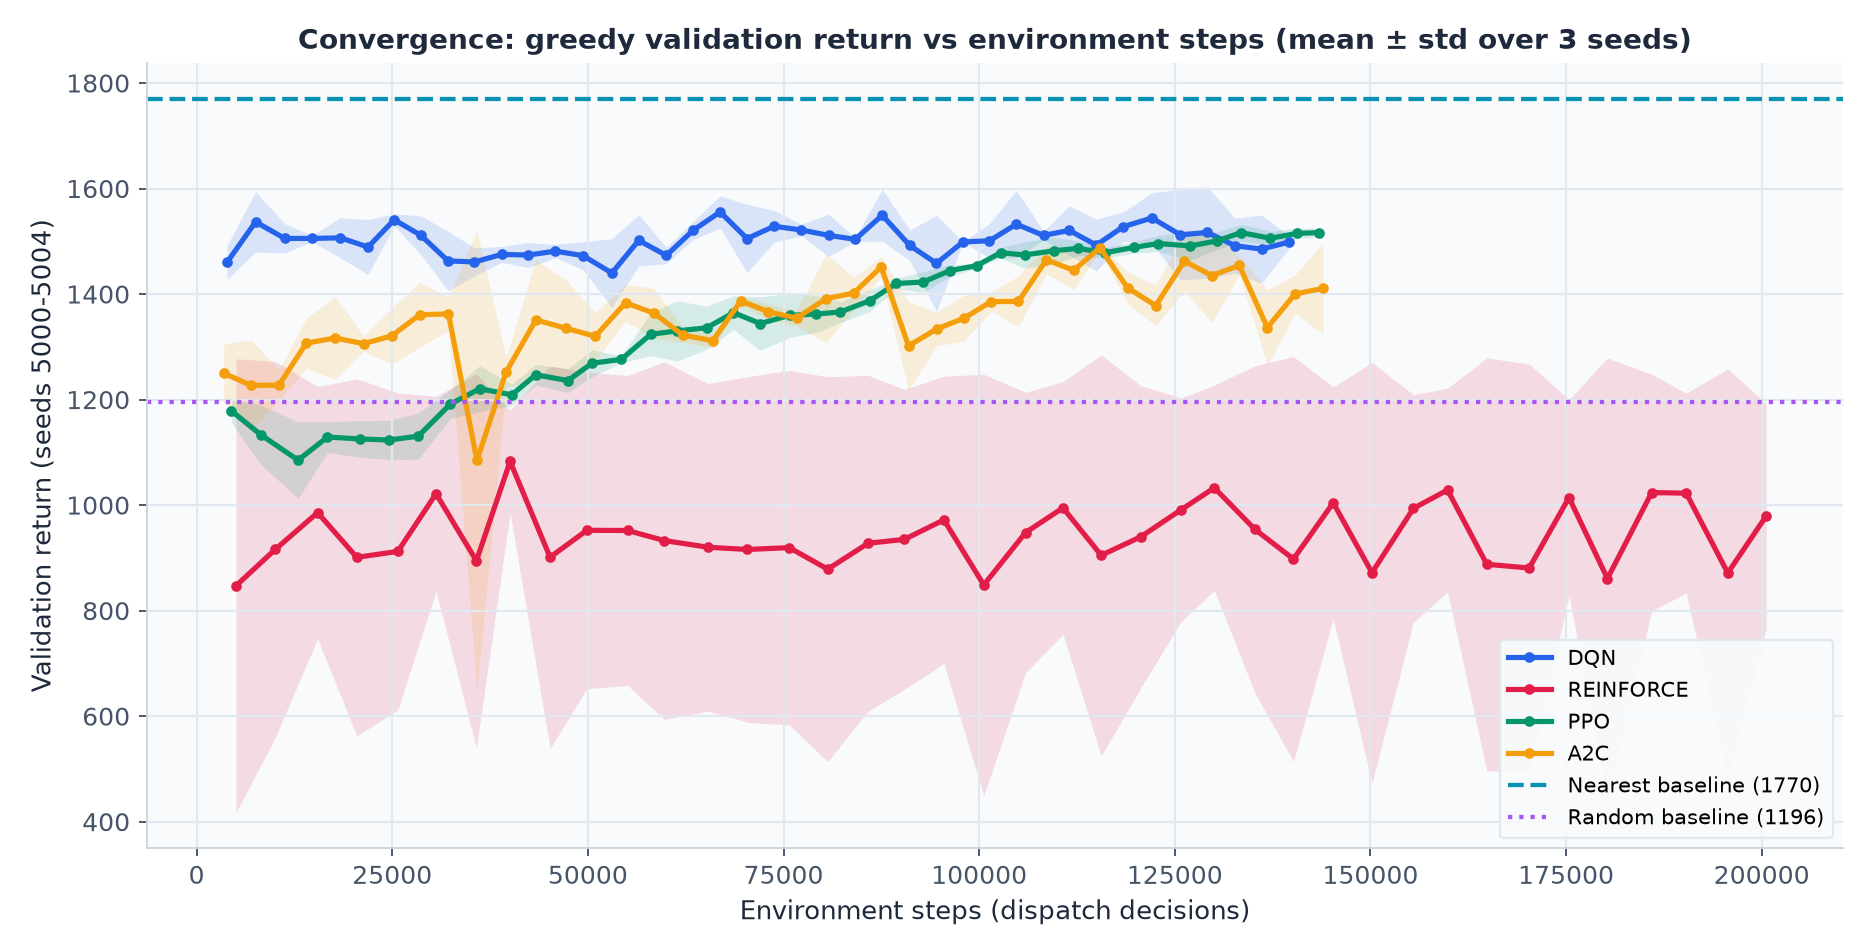 Convergence: greedy validation return vs environment steps (mean ± std over 3 seeds)
Validation return (seeds 5000-5004)
1800
1600
1400
1200
1000
800
600
400
0
25000
50000
75000
100000
125000
150000
175000
200000
Environment steps (dispatch decisions)
DQN
REINFORCE
PPO
A2C
Nearest baseline (1770)
Random baseline (1196)